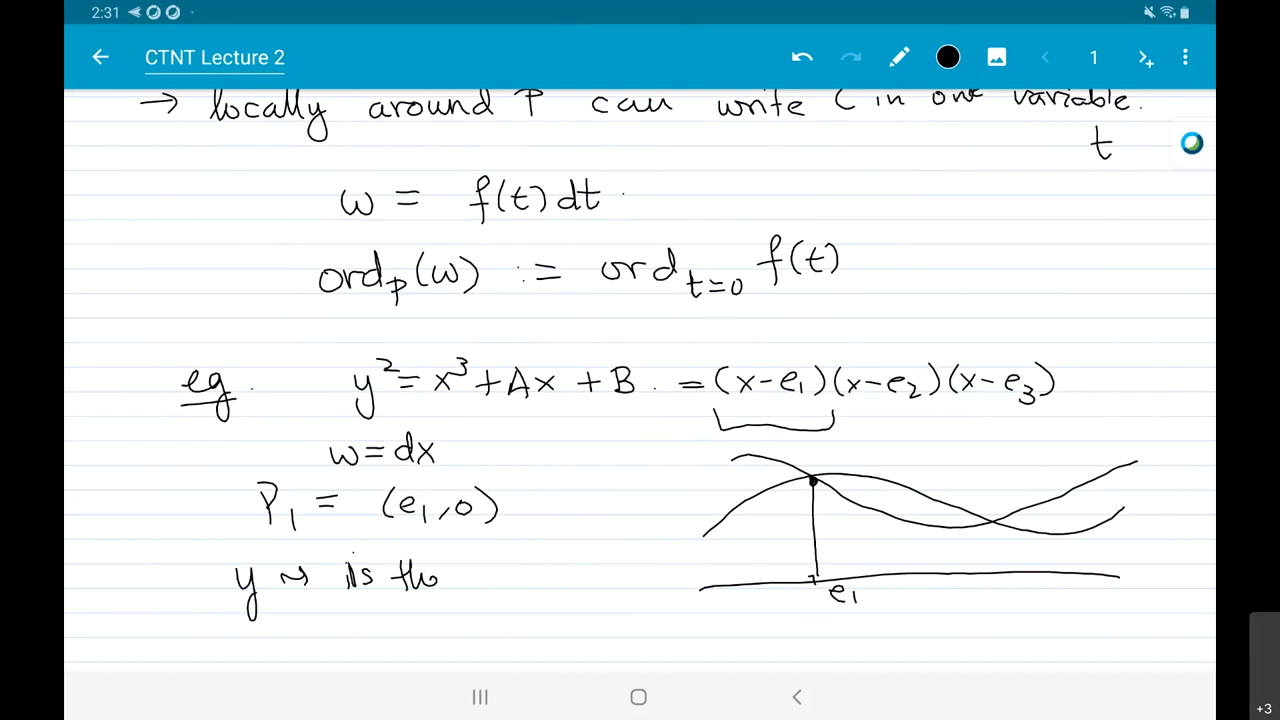 2:31
CTNT Lecture 2
1
→ locally around P can write C in one variable.
t
ω = f(t) dt
ord_P(ω) := ord_{t=0} f(t)
eg. y² = x³ + Ax + B. = (x-e₁)(x-e₂)(x-e₃)
ω = dx
P₁ = (e₁, 0)
y ~ is the
e₁
+3